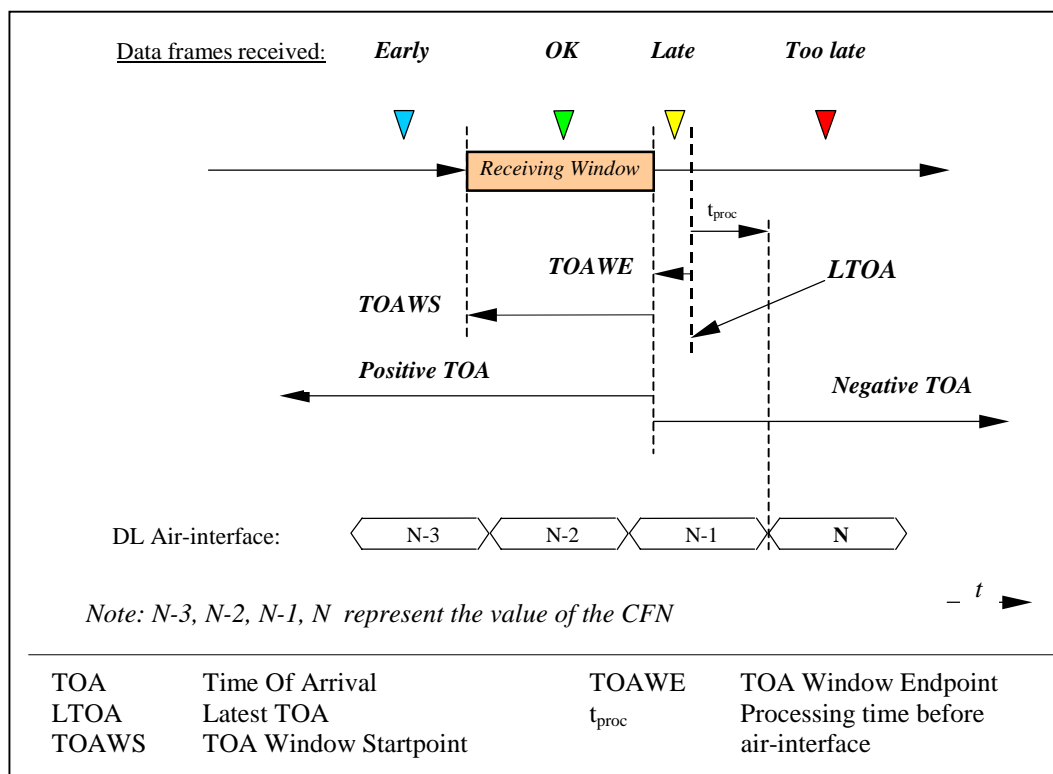 Data frames received: Early OK Late Too late
Receiving Window
t_proc
TOAWE
LTOA
TOAWS
Positive TOA
Negative TOA
DL Air-interface: N-3 N-2 N-1 N
t
Note: N-3, N-2, N-1, N represent the value of the CFN
TOA Time Of Arrival TOAWE TOA Window Endpoint
LTOA Latest TOA t_proc Processing time before
TOAWS TOA Window Startpoint air-interface